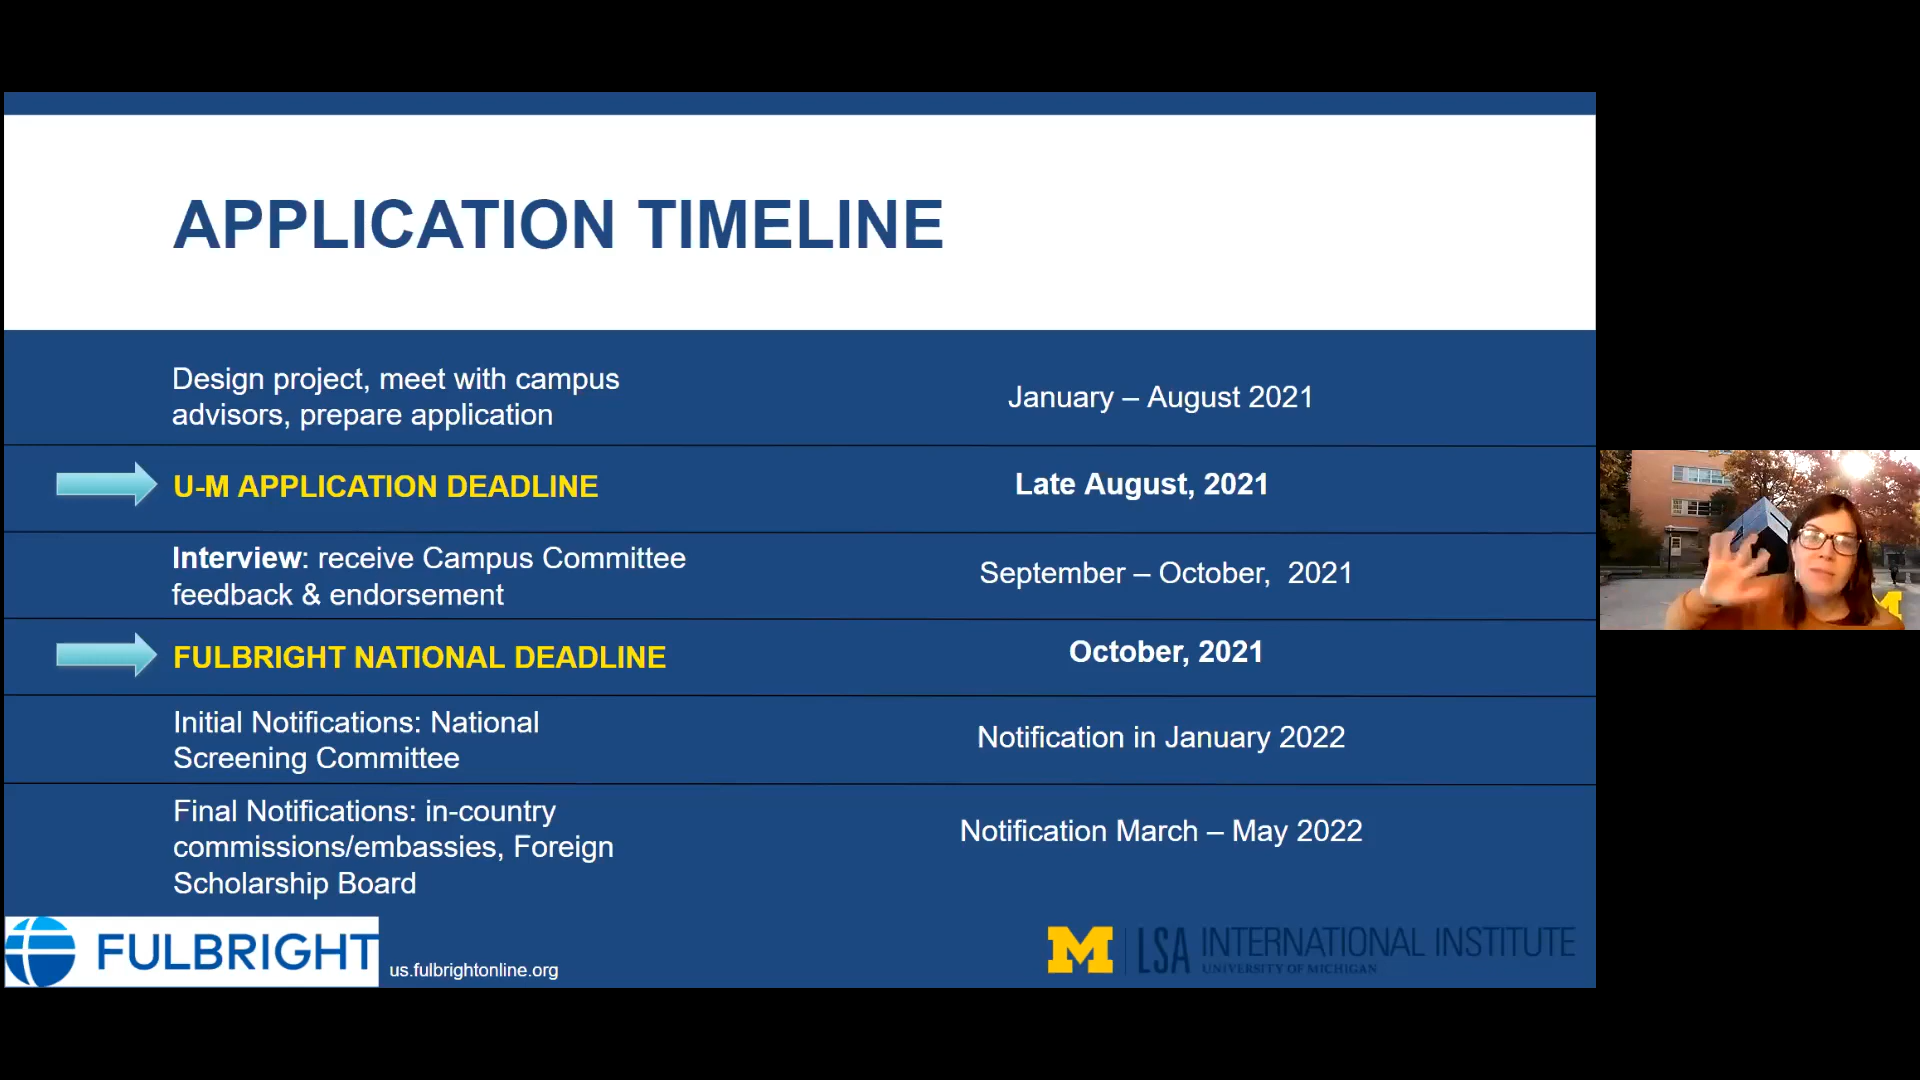 APPLICATION TIMELINE
Design project, meet with campus
advisors, prepare application
January – August 2021
U-M APPLICATION DEADLINE
Late August, 2021
Interview: receive Campus Committee
feedback & endorsement
September – October, 2021
FULBRIGHT NATIONAL DEADLINE
October, 2021
Initial Notifications: National
Screening Committee
Notification in January 2022
Final Notifications: in-country
commissions/embassies, Foreign
Scholarship Board
Notification March – May 2022
FULBRIGHT
us.fulbrightonline.org
M LSA INTERNATIONAL INSTITUTE
UNIVERSITY OF MICHIGAN
M